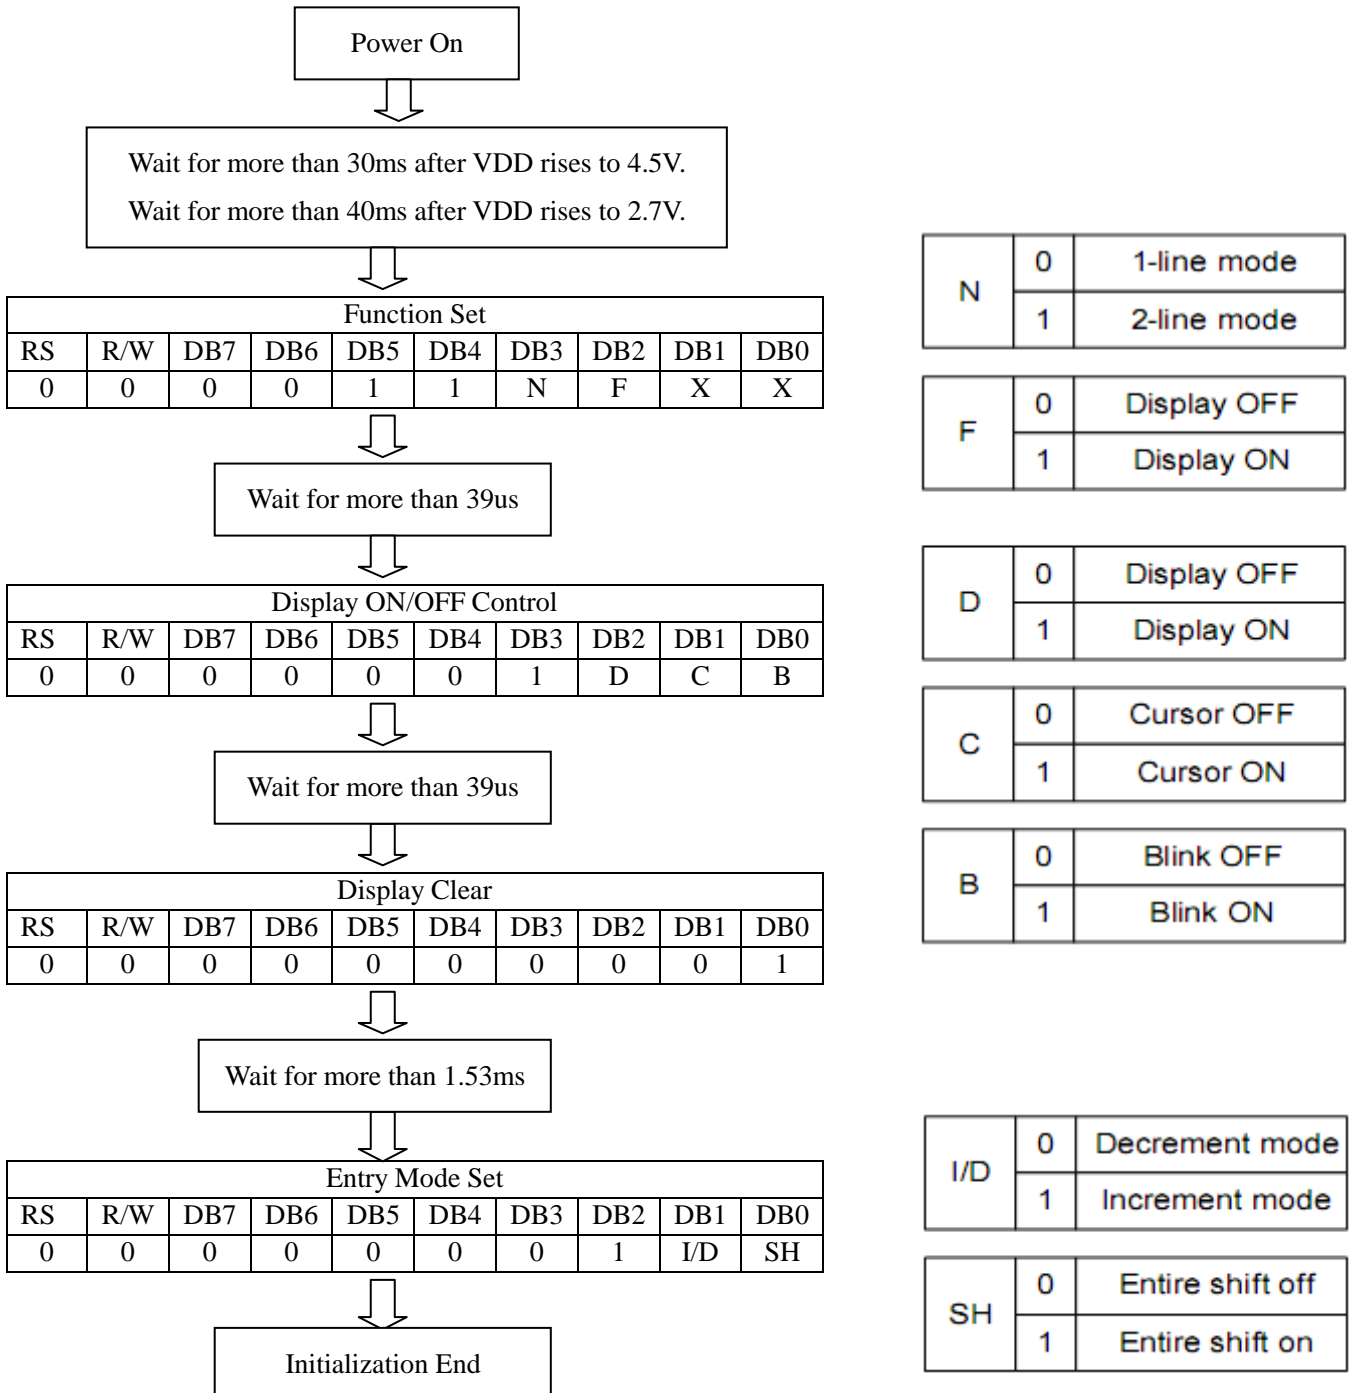 Power On
Wait for more than 30ms after VDD rises to 4.5V.
Wait for more than 40ms after VDD rises to 2.7V.
Function Set
RS R/W DB7 DB6 DB5 DB4 DB3 DB2 DB1 DB0
0 0 0 0 1 1 N F X X
Wait for more than 39us
Display ON/OFF Control
RS R/W DB7 DB6 DB5 DB4 DB3 DB2 DB1 DB0
0 0 0 0 0 0 1 D C B
Wait for more than 39us
Display Clear
RS R/W DB7 DB6 DB5 DB4 DB3 DB2 DB1 DB0
0 0 0 0 0 0 0 0 0 1
Wait for more than 1.53ms
Entry Mode Set
RS R/W DB7 DB6 DB5 DB4 DB3 DB2 DB1 DB0
0 0 0 0 0 0 0 1 I/D SH
Initialization End
N
0 1-line mode
1 2-line mode
F
0 Display OFF
1 Display ON
D
0 Display OFF
1 Display ON
C
0 Cursor OFF
1 Cursor ON
B
0 Blink OFF
1 Blink ON
I/D
0 Decrement mode
1 Increment mode
SH
0 Entire shift off
1 Entire shift on